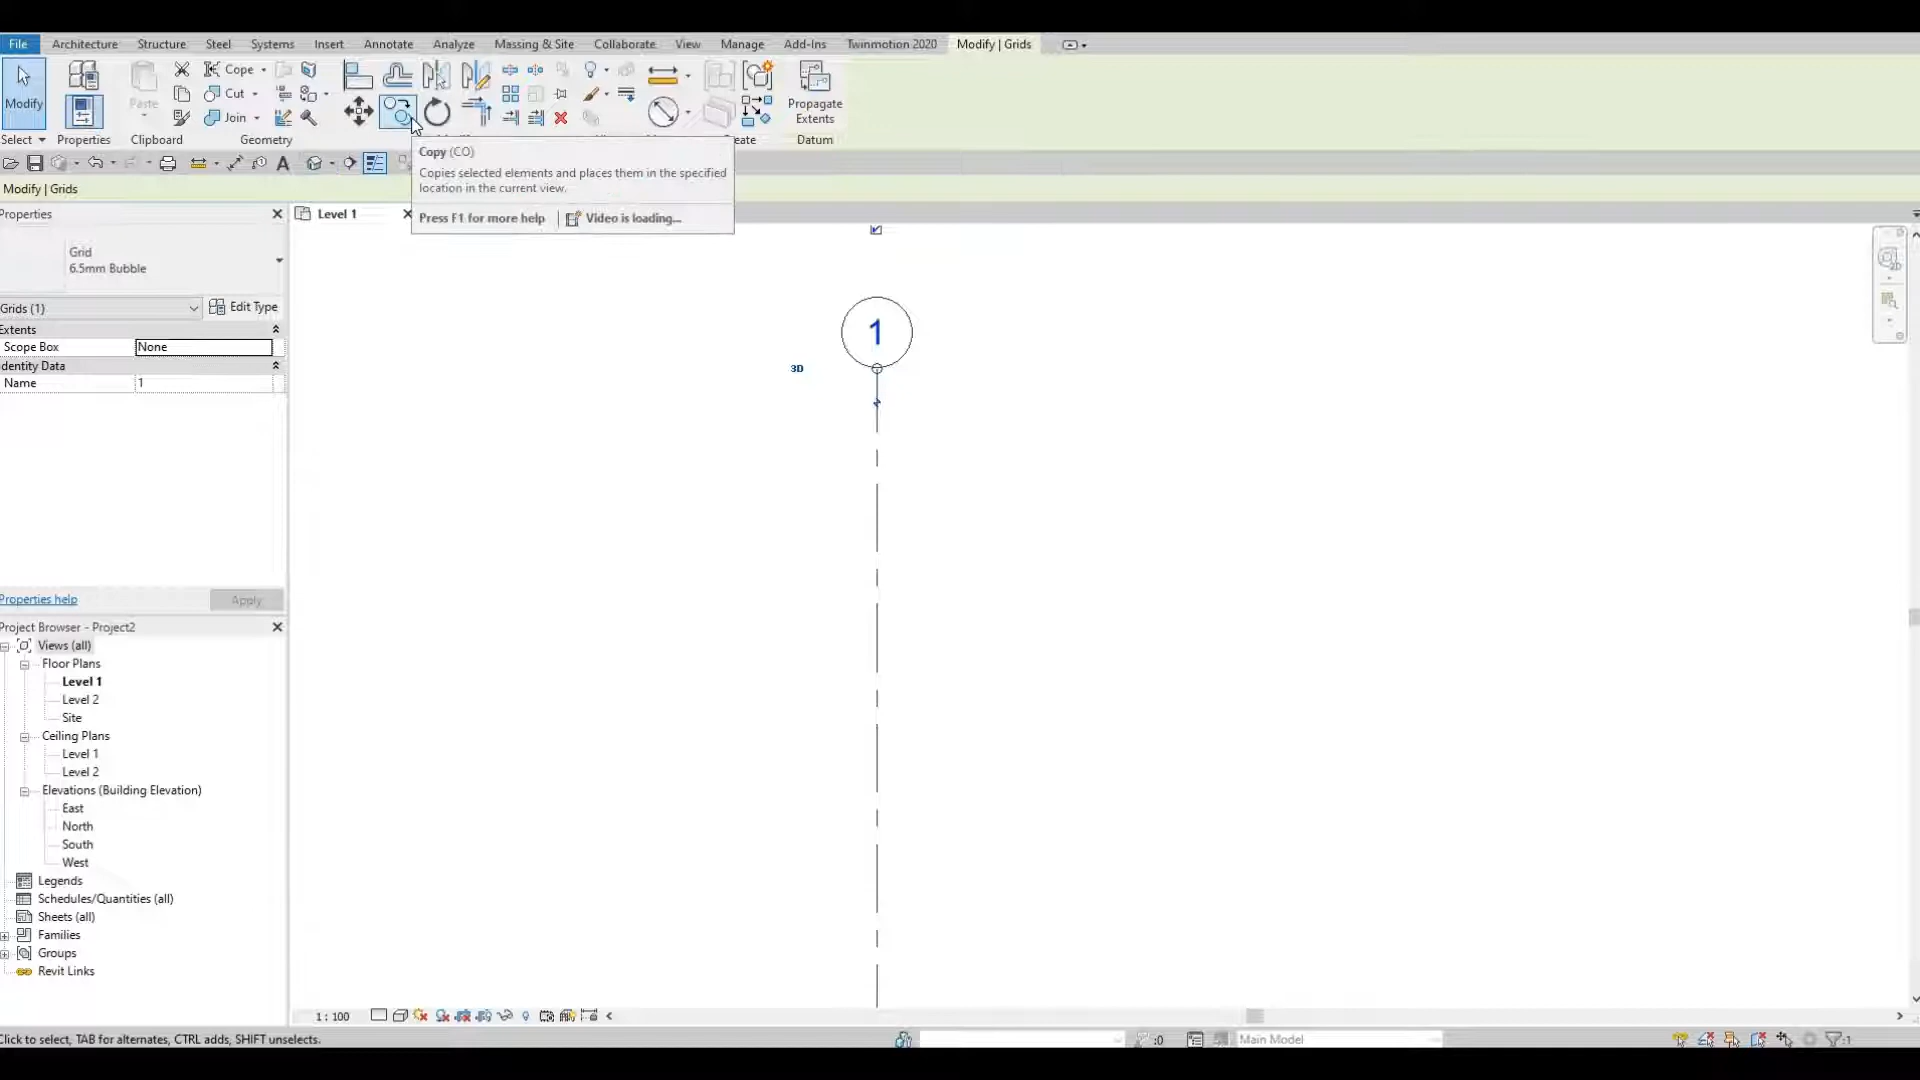 File Architecture Structure Steel Systems Insert Annotate Analyze Massing & Site Collaborate View Manage Add-Ins Twinmotion 2020 Modify | Grids
Cope
Modify Paste Cut Propagate
Join Extents
Select Properties Clipboard Geometry Datum
Copy (CO)
Copies selected elements and places them in the specified
location in the current view.
Press F1 for more help Video is loading...
Modify | Grids
Properties
Level 1
Grid
6.5mm Bubble
Grids (1) Edit Type
Extents
Scope Box None
Identity Data
Name 1
1
3D
Properties help Apply
Project Browser - Project2
Views (all)
Floor Plans
Level 1
Level 2
Site
Ceiling Plans
Level 1
Level 2
Elevations (Building Elevation)
East
North
South
West
Legends
Schedules/Quantities (all)
Sheets (all)
Families
Groups
Revit Links
1 : 100
Click to select, TAB for alternates, CTRL adds, SHIFT unselects. :0 Main Model :1